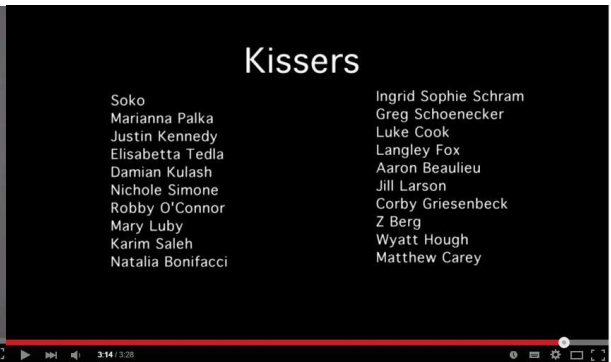 Kissers
Soko
Marianna Palka
Justin Kennedy
Elisabetta Tedla
Damian Kulash
Nichole Simone
Robby O'Connor
Mary Luby
Karim Saleh
Natalia Bonifacci
Ingrid Sophie Schram
Greg Schoenecker
Luke Cook
Langley Fox
Aaron Beaulieu
Jill Larson
Corby Griesenbeck
Z Berg
Wyatt Hough
Matthew Carey
3:14 / 3:28